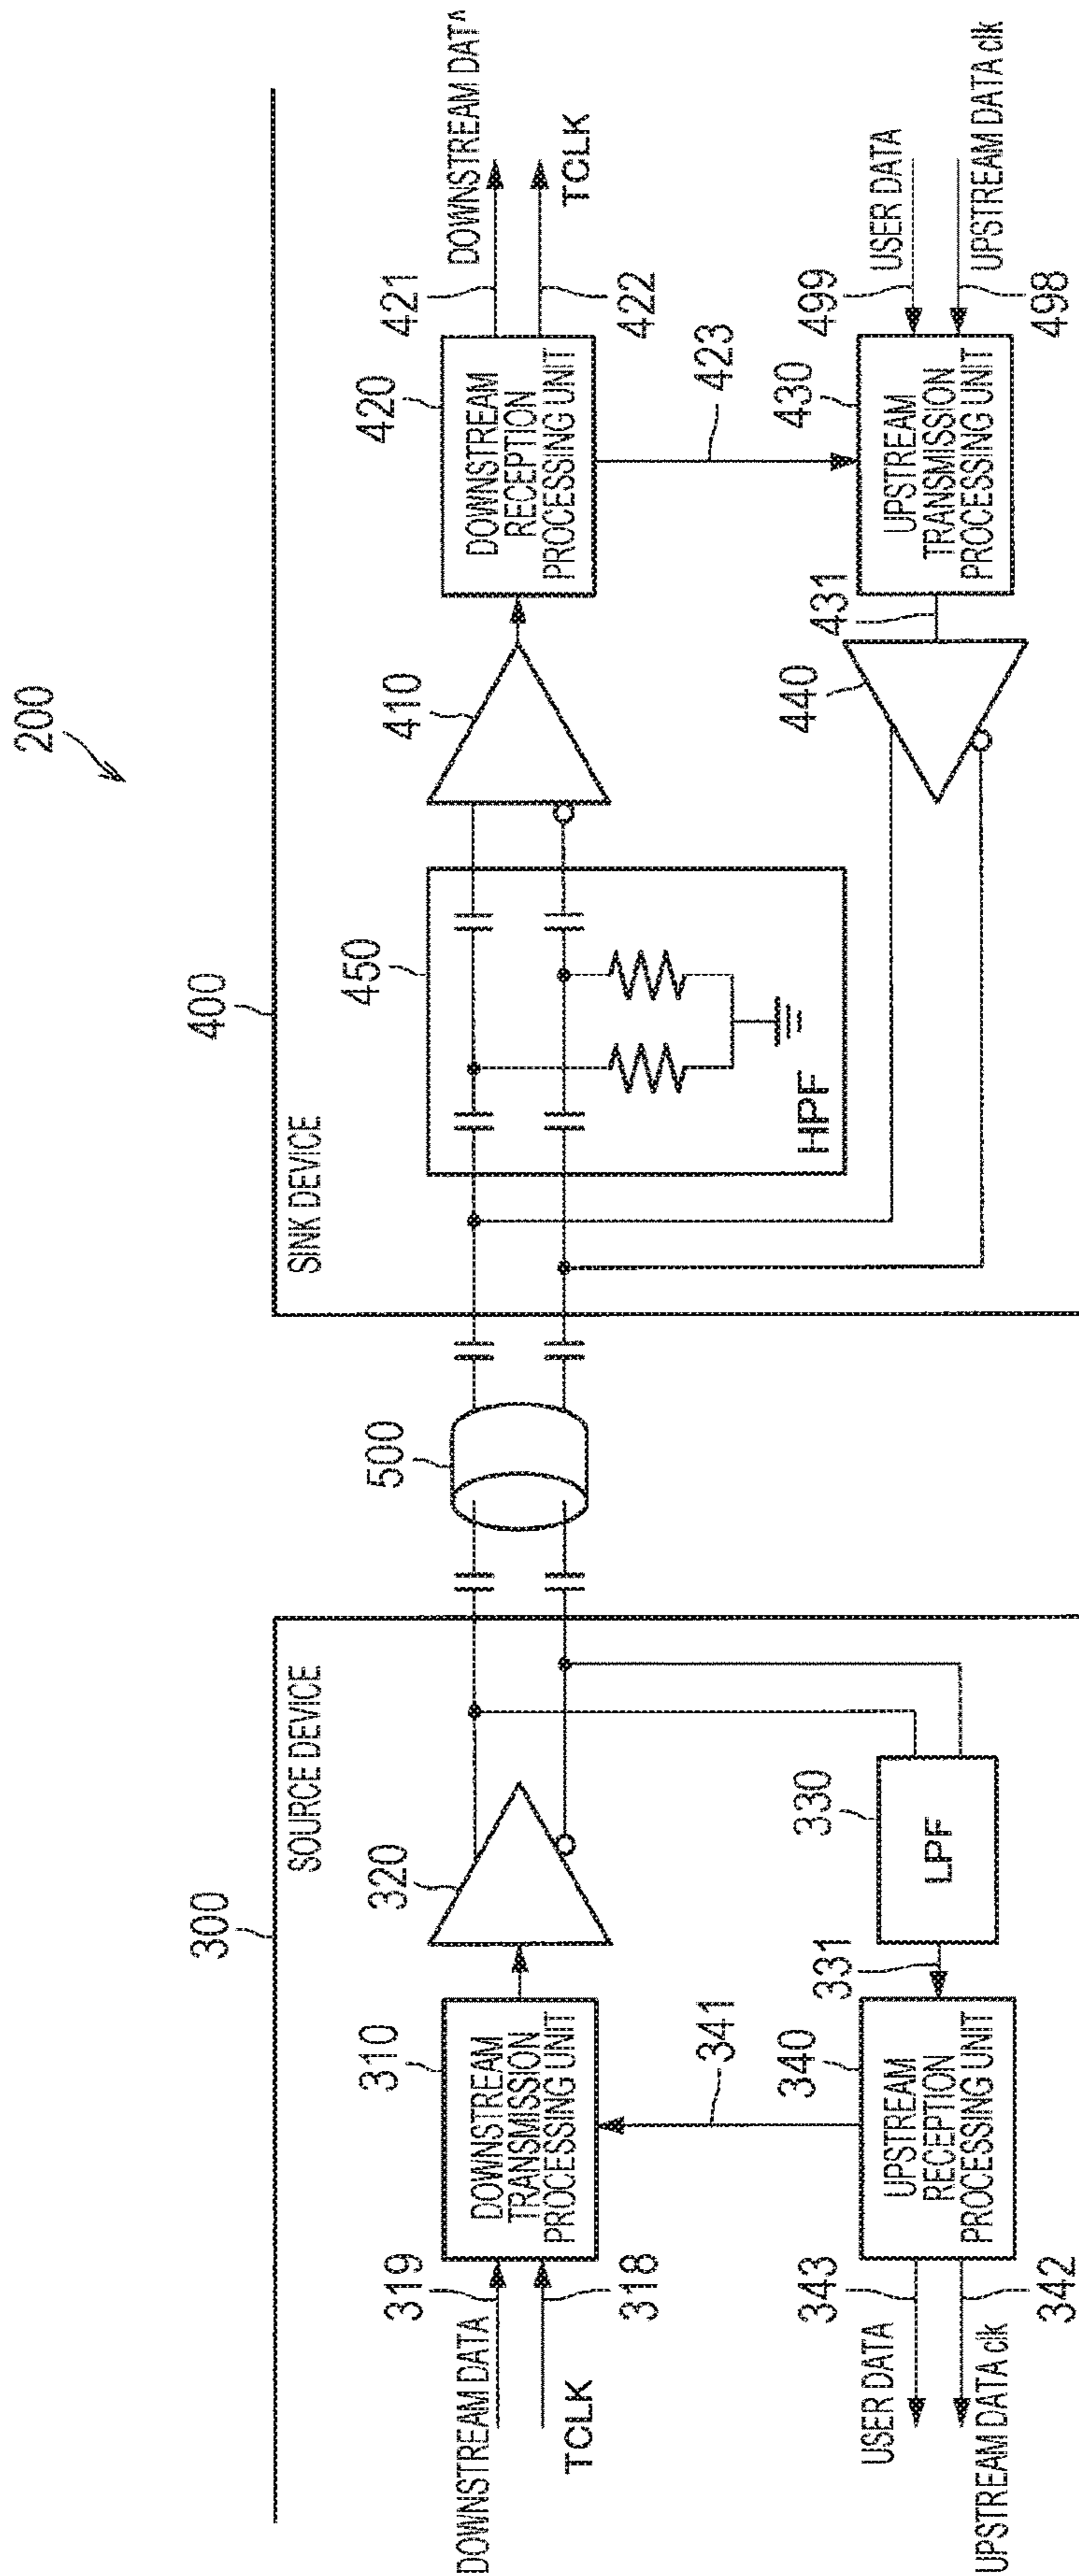 200
300
SOURCE DEVICE
DOWNSTREAM DATA
319
TCLK
318
310
DOWNSTREAM
TRANSMISSION
PROCESSING UNIT
320
341
USER DATA
343
UPSTREAM DATA clk
342
340
UPSTREAM
RECEPTION
PROCESSING UNIT
331
330
LPF
500
400
SINK DEVICE
450
HPF
410
420
DOWNSTREAM
RECEPTION
PROCESSING UNIT
421
DOWNSTREAM DATA
422
TCLK
423
440
431
430
UPSTREAM
TRANSMISSION
PROCESSING UNIT
499
USER DATA
498
UPSTREAM DATA clk